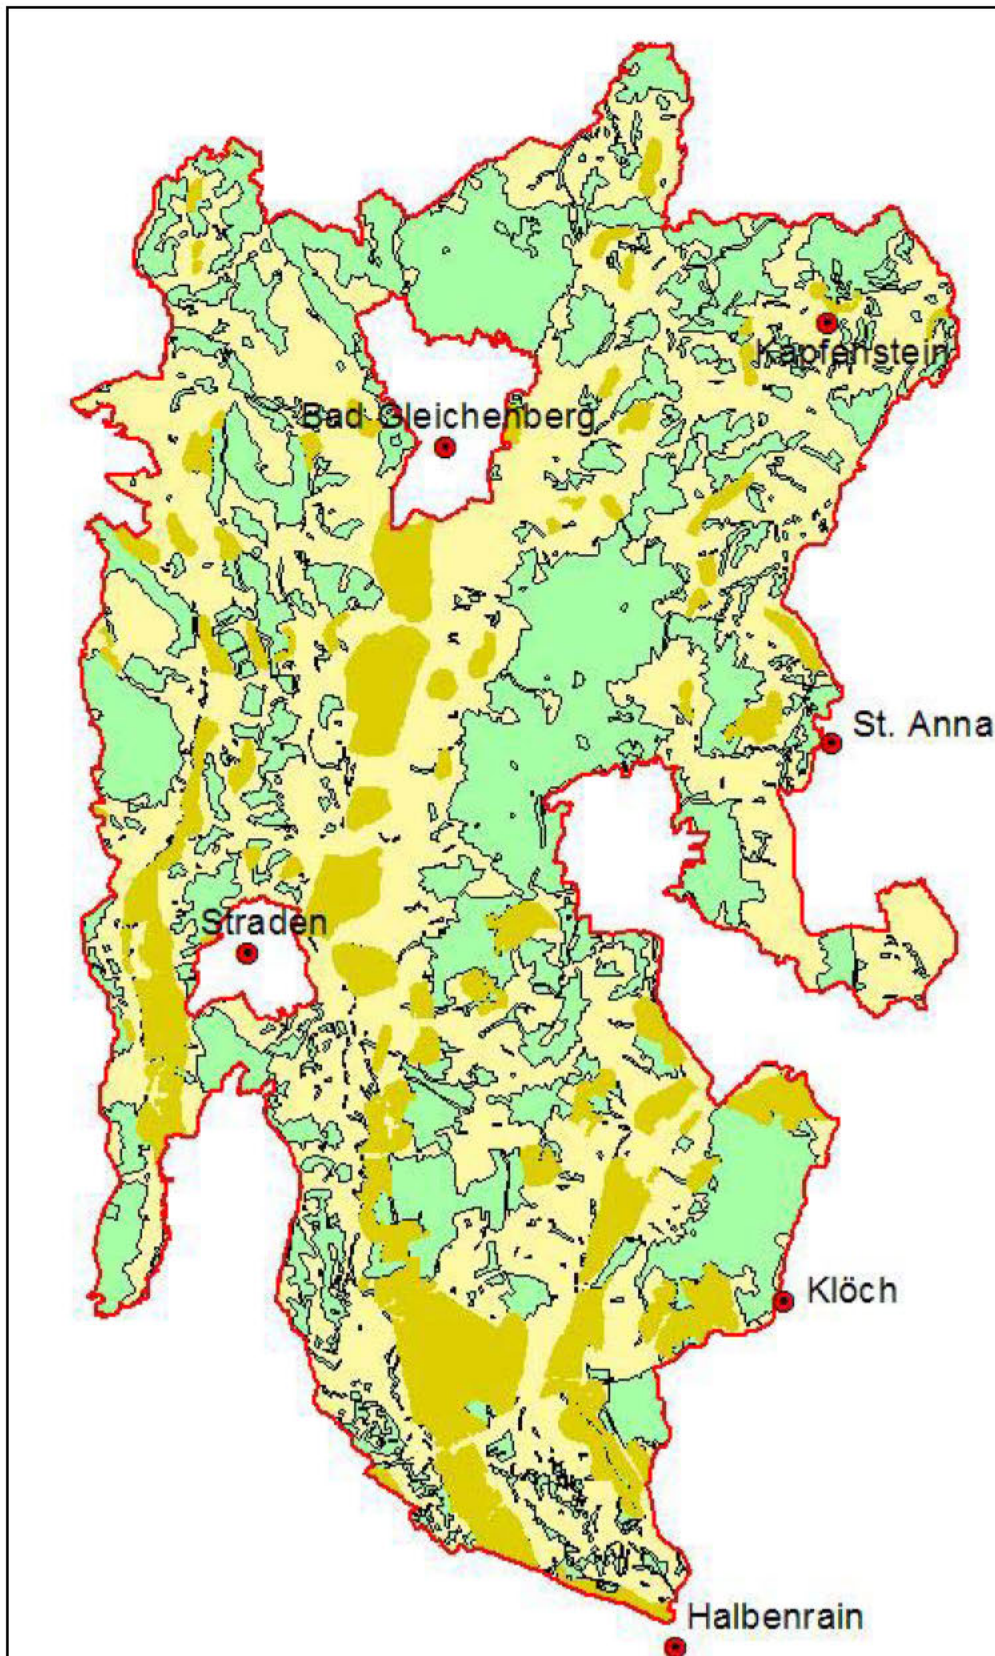 Kapfenstein
Bad Gleichenberg
St. Anna
Straden
Klöch
Halbenrain